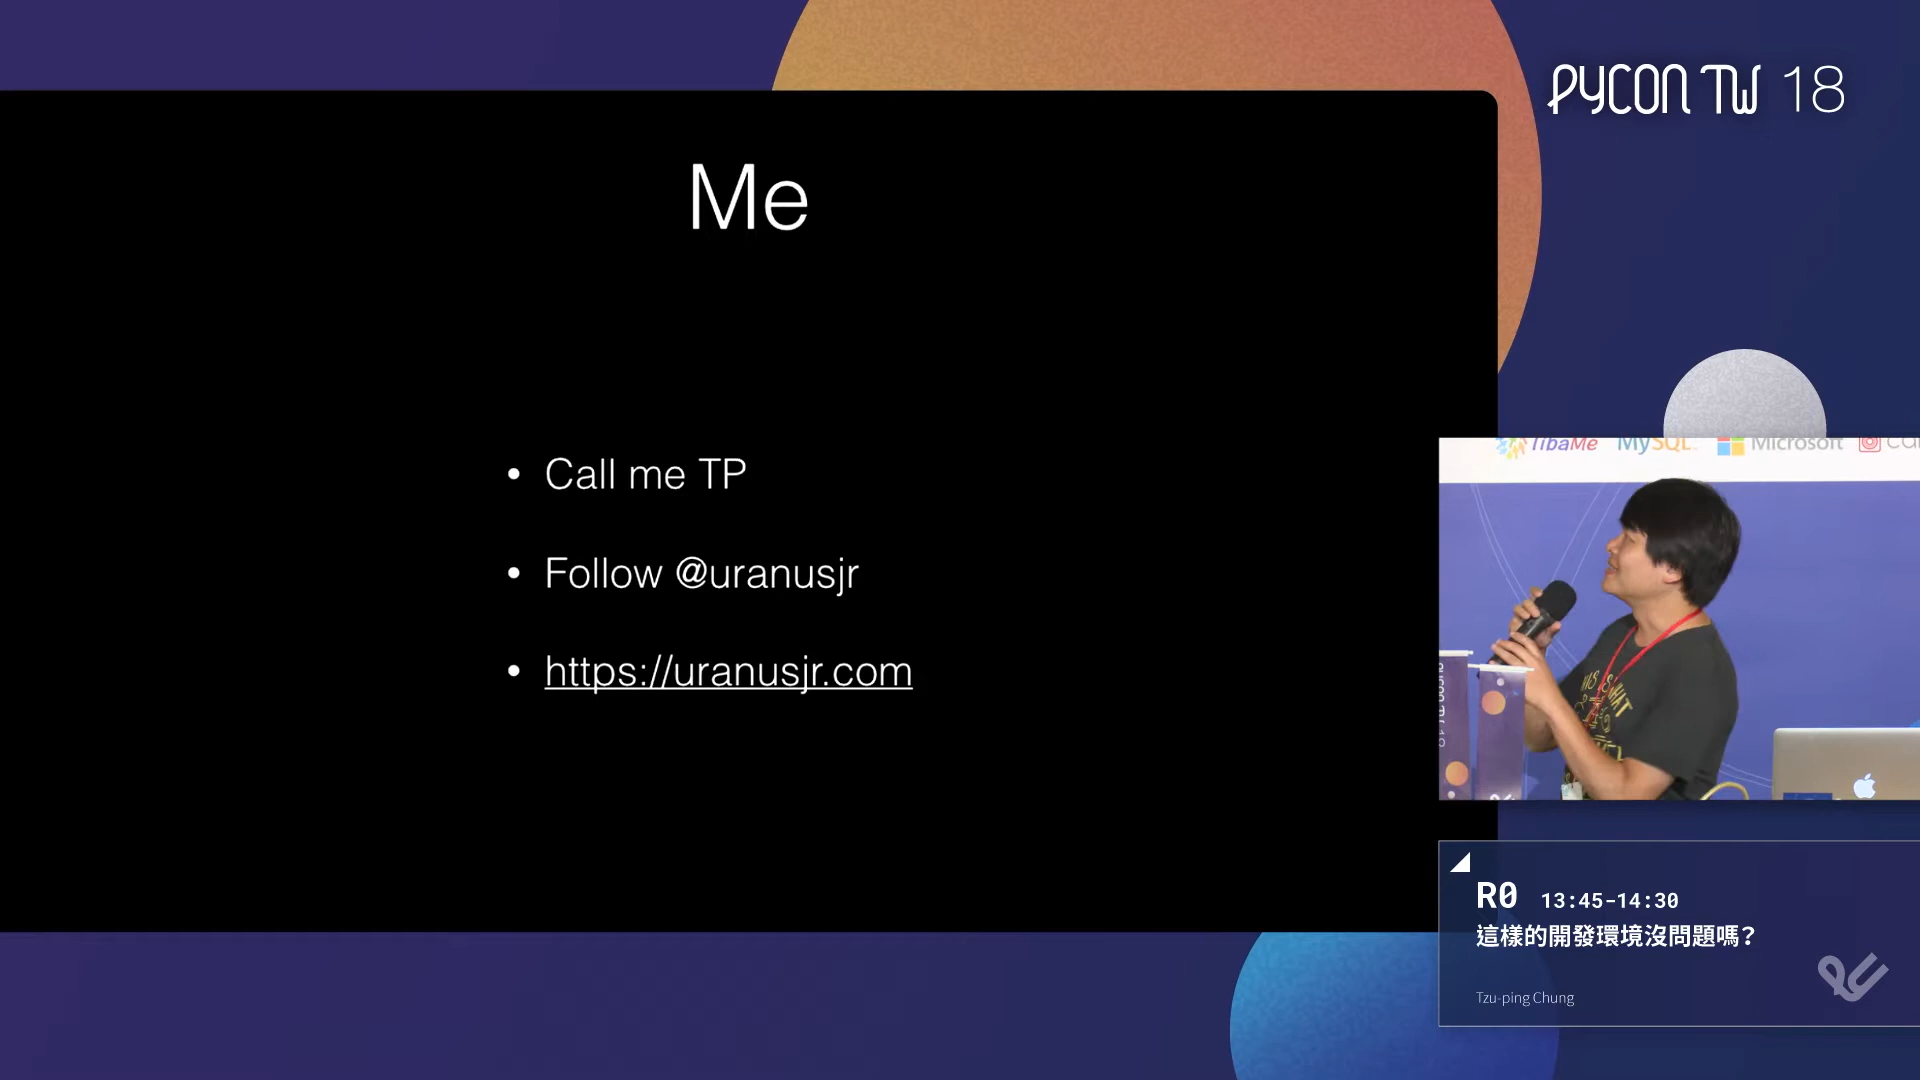 PYCON TW 18
Me
• Call me TP
• Follow @uranusjr
• https://uranusjr.com
TibaMe MySQL Microsoft
R0 13:45-14:30
這樣的開發環境沒問題嗎?
Tzu-ping Chung